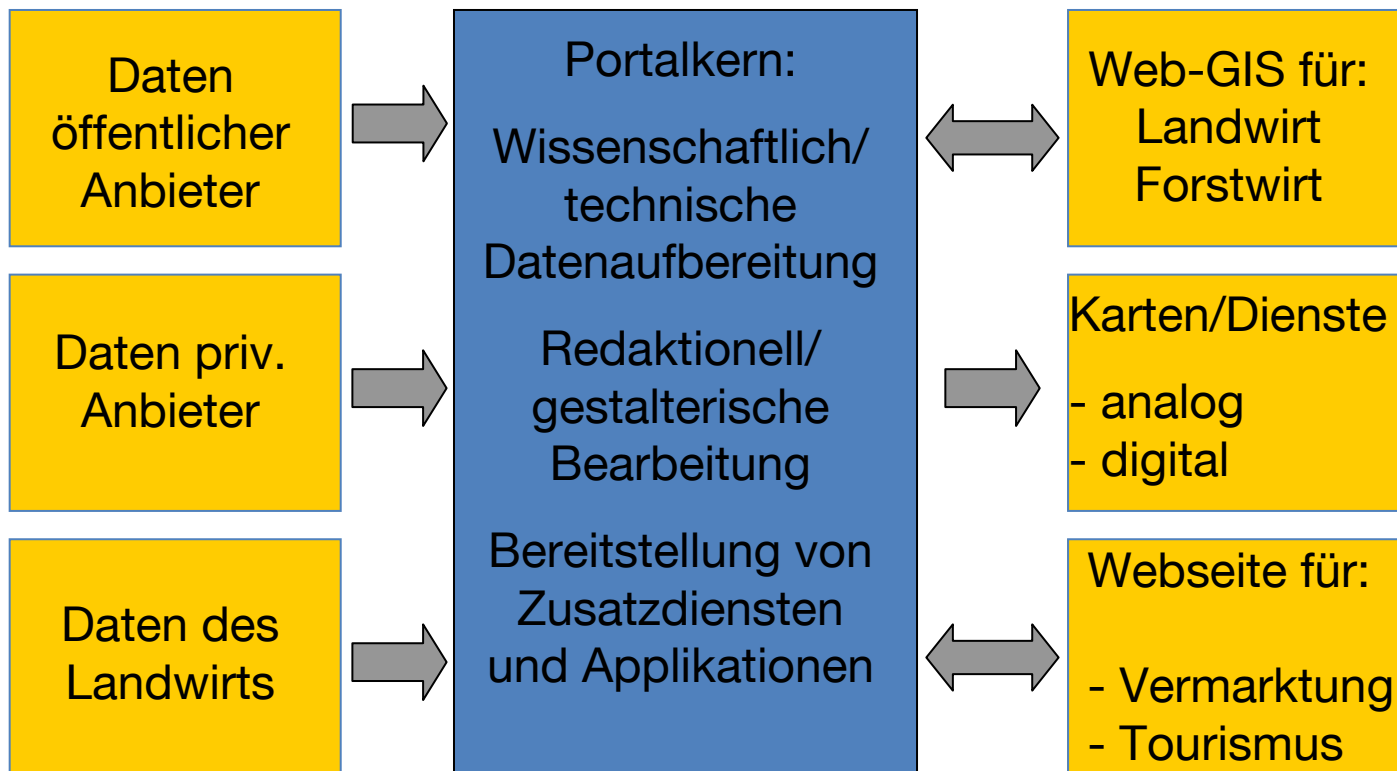 Daten
öffentlicher
Anbieter
Daten priv.
Anbieter
Daten des
Landwirts
Portalkern:
Wissenschaftlich/
technische
Datenaufbereitung
Redaktionell/
gestalterische
Bearbeitung
Bereitstellung von
Zusatzdiensten
und Applikationen
Web-GIS für:
Landwirt
Forstwirt
Karten/Dienste
- analog
- digital
Webseite für:
- Vermarktung
- Tourismus